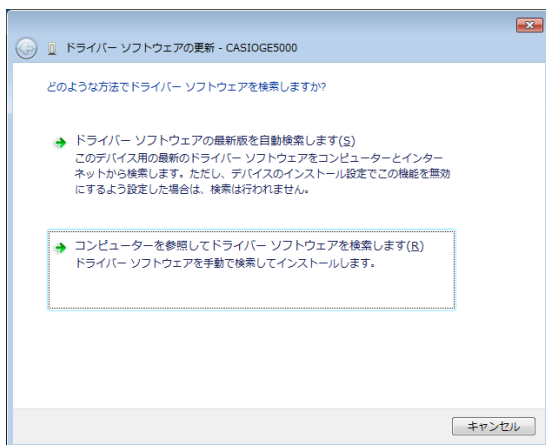 ドライバー ソフトウェアの更新 - CASIOGE5000
どのような方法でドライバー ソフトウェアを検索しますか?
ドライバー ソフトウェアの最新版を自動検索します(S)
このデバイス用の最新のドライバー ソフトウェアをコンピューターとインター
ネットから検索します。ただし、デバイスのインストール設定でこの機能を無効
にするよう設定した場合は、検索は行われません。
コンピューターを参照してドライバー ソフトウェアを検索します(R)
ドライバー ソフトウェアを手動で検索してインストールします。
キャンセル